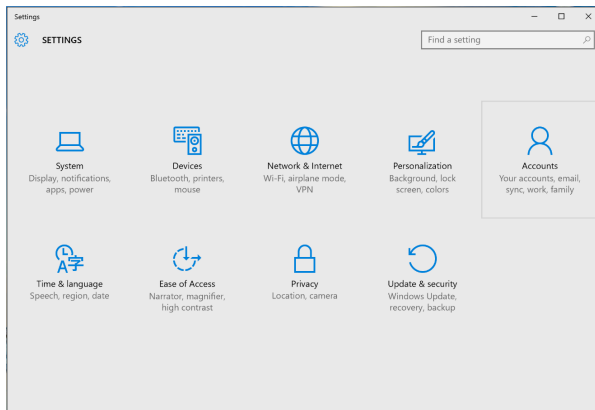 Settings
SETTINGS
Find a setting
System
Display, notifications,
apps, power
Devices
Bluetooth, printers,
mouse
Network & Internet
Wi-Fi, airplane mode,
VPN
Personalization
Background, lock
screen, colors
Accounts
Your accounts, email,
sync, work, family
A字
Time & language
Speech, region, date
Ease of Access
Narrator, magnifier,
high contrast
Privacy
Location, camera
Update & security
Windows Update,
recovery, backup